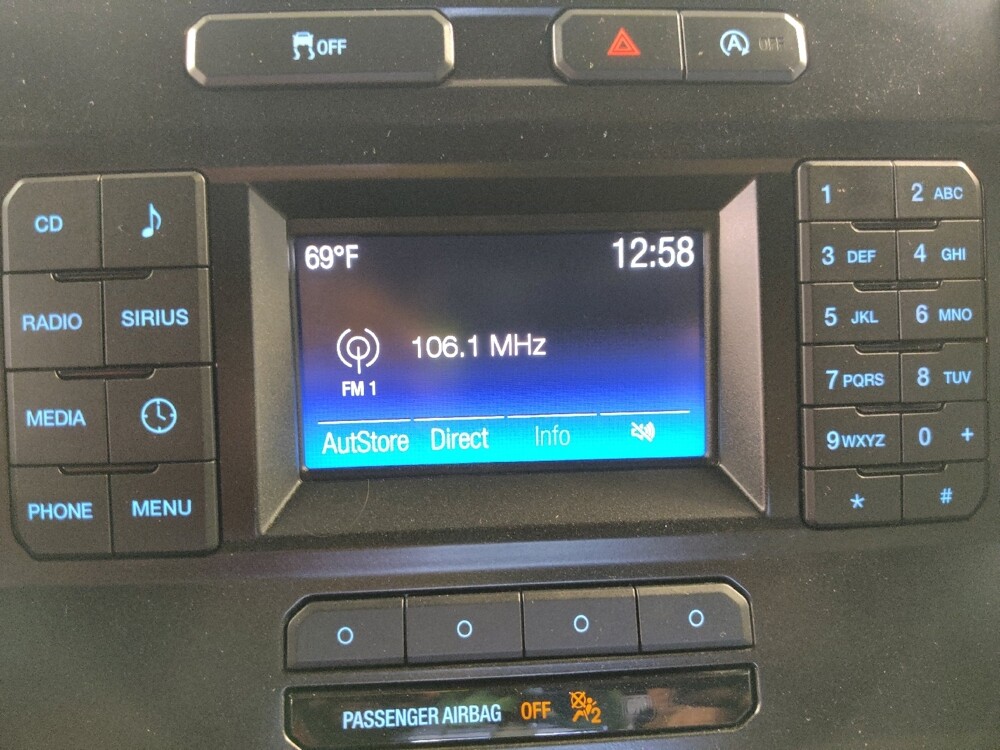 OFF
A OFF
CD
RADIO SIRIUS
MEDIA
PHONE MENU
69°F 12:58
106.1 MHz
FM 1
AutStore Direct Info
1 2 ABC
3 DEF 4 GHI
5 JKL 6 MNO
7 PQRS 8 TUV
9 WXYZ 0 +
* #
PASSENGER AIRBAG OFF 2